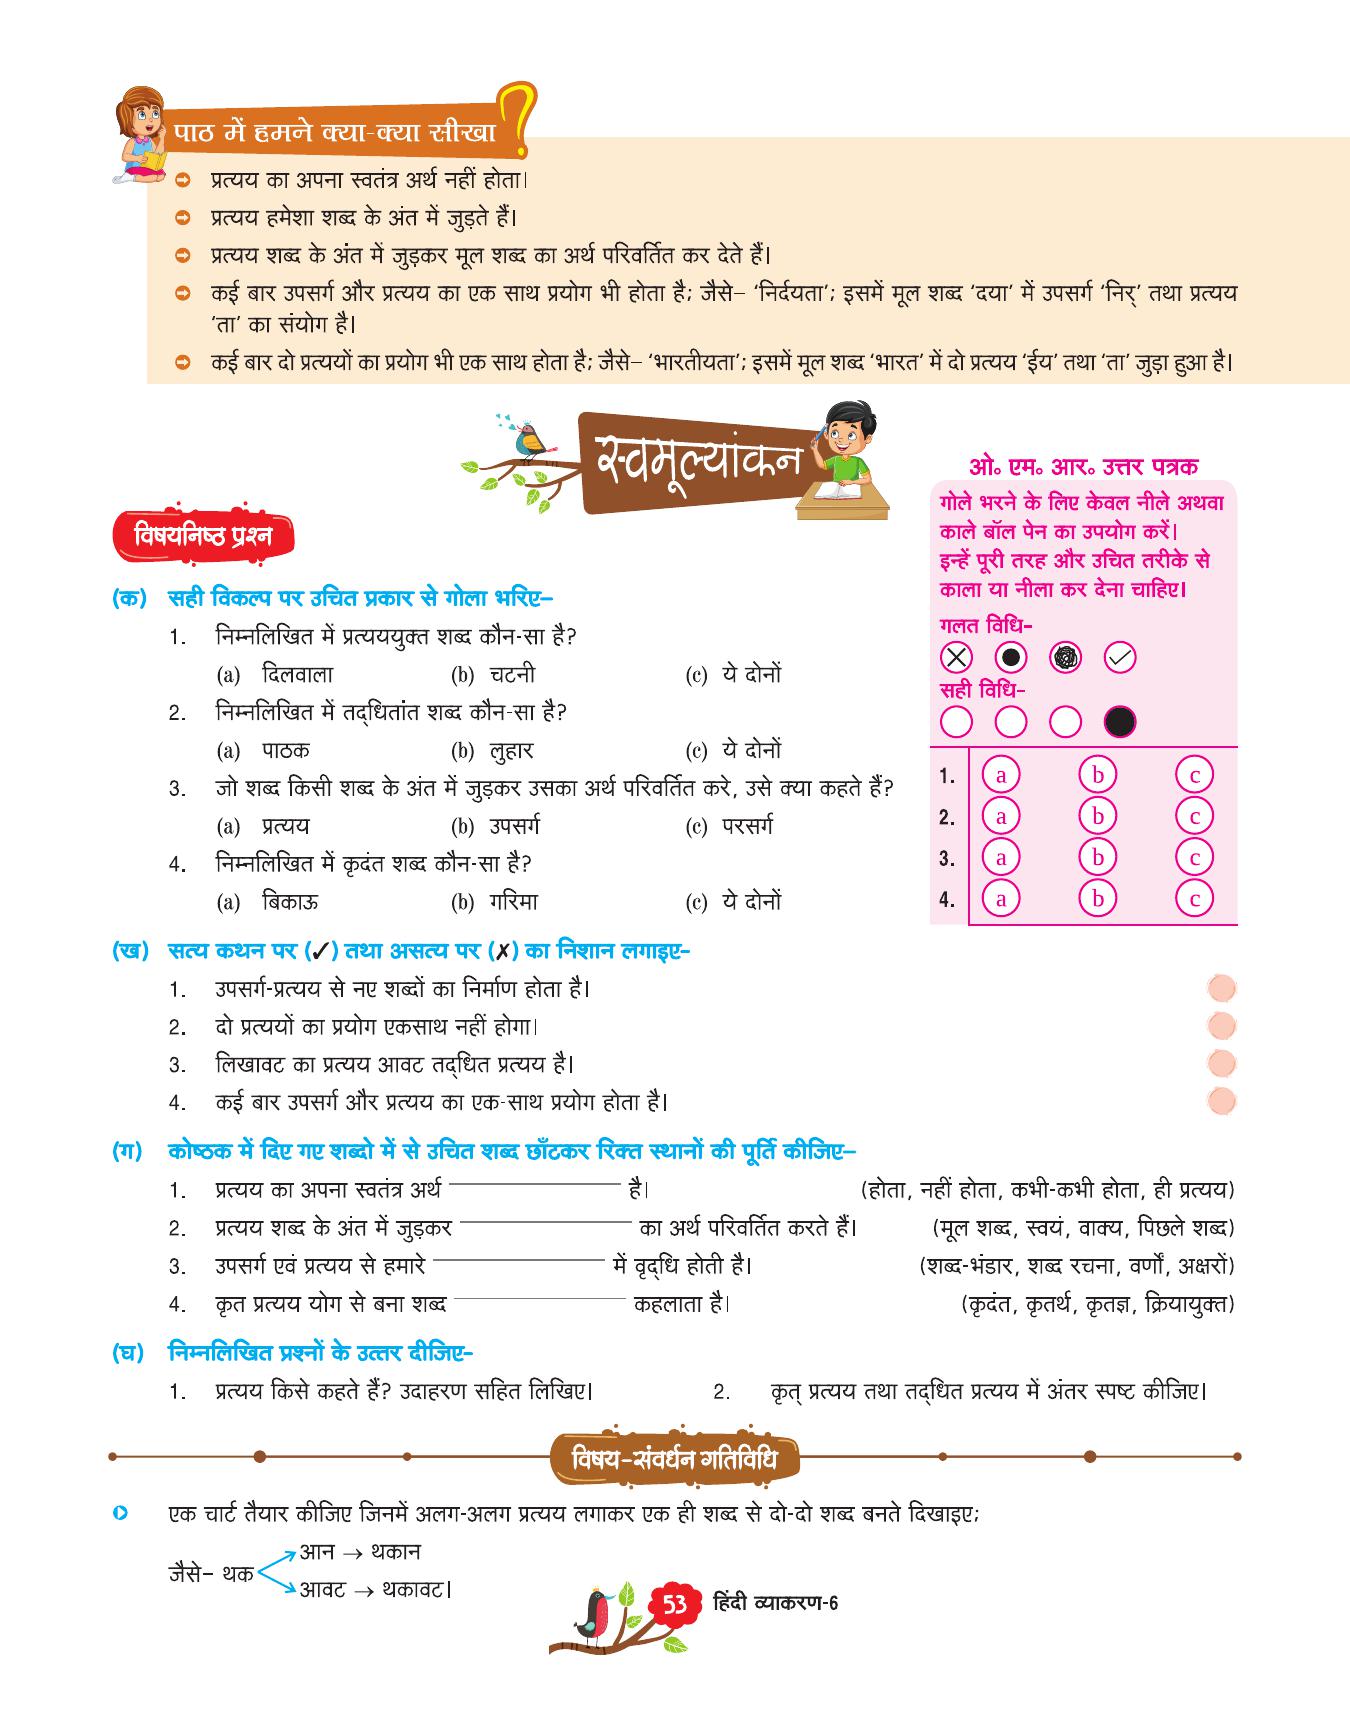 पाठ में हमने क्या-क्या सीखा
प्रत्यय का अपना स्वतंत्र अर्थ नहीं होता।
प्रत्यय हमेशा शब्द के अंत में जुड़ते हैं।
प्रत्यय शब्द के अंत में जुड़कर मूल शब्द का अर्थ परिवर्तित कर देते हैं।
कई बार उपसर्ग और प्रत्यय का एक साथ प्रयोग भी होता है; जैसे– ‘निर्दयता’; इसमें मूल शब्द ‘दया’ में उपसर्ग ‘निर्’ तथा प्रत्यय
‘ता’ का संयोग है।
कई बार दो प्रत्ययों का प्रयोग भी एक साथ होता है; जैसे– ‘भारतीयता’; इसमें मूल शब्द ‘भारत’ में दो प्रत्यय ‘ईय’ तथा ‘ता’ जुड़ा हुआ है।
स्वमूल्यांकन
विषयनिष्ठ प्रश्न
(क) सही विकल्प पर उचित प्रकार से गोला भरिए–
1. निम्नलिखित में प्रत्यययुक्त शब्द कौन-सा है?
(a) दिलवाला (b) चटनी (c) ये दोनों
2. निम्नलिखित में तद्‌धितांत शब्द कौन-सा है?
(a) पाठक (b) लुहार (c) ये दोनों
3. जो शब्द किसी शब्द के अंत में जुड़कर उसका अर्थ परिवर्तित करे, उसे क्या कहते हैं?
(a) प्रत्यय (b) उपसर्ग (c) परसर्ग
4. निम्नलिखित में कृदंत शब्द कौन-सा है?
(a) बिकाऊ (b) गरिमा (c) ये दोनों
ओ॰ एम॰ आर॰ उत्तर पत्रक
गोले भरने के लिए केवल नीले अथवा
काले बॉल पेन का उपयोग करें।
इन्हें पूरी तरह और उचित तरीके से
काला या नीला कर देना चाहिए।
गलत विधि–
सही विधि–
1. a b c
2. a b c
3. a b c
4. a b c
(ख) सत्य कथन पर (✓) तथा असत्य पर (✗) का निशान लगाइए–
1. उपसर्ग-प्रत्यय से नए शब्दों का निर्माण होता है।
2. दो प्रत्ययों का प्रयोग एकसाथ नहीं होगा।
3. लिखावट का प्रत्यय आवट तद्‌धित प्रत्यय है।
4. कई बार उपसर्ग और प्रत्यय का एक-साथ प्रयोग होता है।
(ग) कोष्ठक में दिए गए शब्दो में से उचित शब्द छाँटकर रिक्त स्थानों की पूर्ति कीजिए–
1. प्रत्यय का अपना स्वतंत्र अर्थ ________ है। (होता, नहीं होता, कभी-कभी होता, ही प्रत्यय)
2. प्रत्यय शब्द के अंत में जुड़कर ________ का अर्थ परिवर्तित करते हैं। (मूल शब्द, स्वयं, वाक्य, पिछले शब्द)
3. उपसर्ग एवं प्रत्यय से हमारे ________ में वृद्‌धि होती है। (शब्द-भंडार, शब्द रचना, वर्णों, अक्षरों)
4. कृत प्रत्यय योग से बना शब्द ________ कहलाता है। (कृदंत, कृतर्थ, कृतज्ञ, क्रियायुक्त)
(घ) निम्नलिखित प्रश्नों के उत्तर दीजिए–
1. प्रत्यय किसे कहते हैं? उदाहरण सहित लिखिए। 2. कृत् प्रत्यय तथा तद्‌धित प्रत्यय में अंतर स्पष्ट कीजिए।
विषय-संवर्धन गतिविधि
एक चार्ट तैयार कीजिए जिनमें अलग-अलग प्रत्यय लगाकर एक ही शब्द से दो-दो शब्द बनते दिखाइए;
आन → थकान
जैसे– थक
आवट → थकावट।
53 हिंदी व्याकरण-6